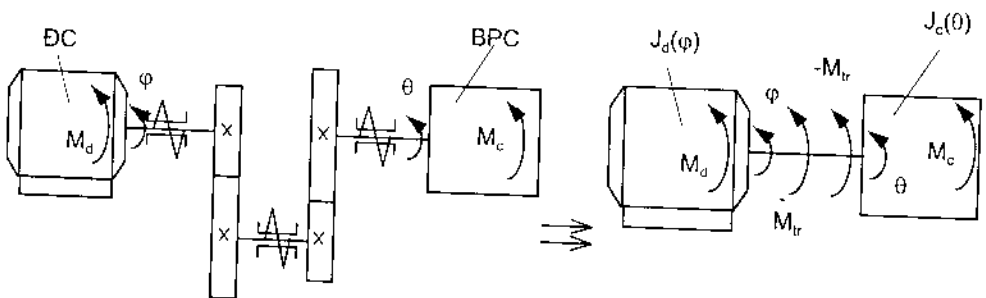 ĐC
φ
M_d
BPC
θ
M_c
J_d(φ)
J_c(θ)
-M_tr
φ
M_d
M_tr
θ
M_c